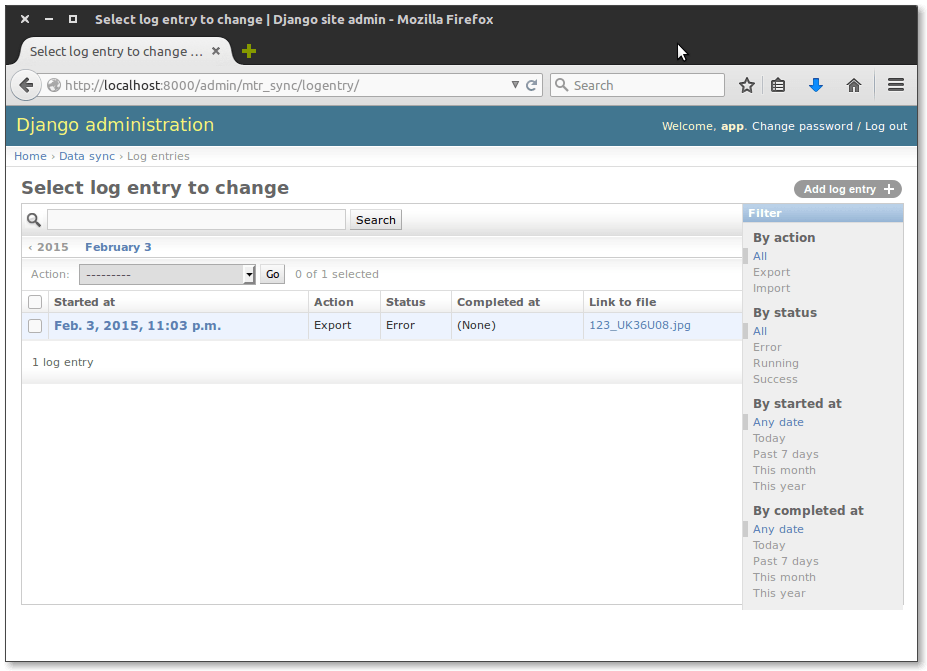 Select log entry to change | Django site admin - Mozilla Firefox
Select log entry to change ...
http://localhost:8000/admin/mtr_sync/logentry/
Search
Django administration
Welcome, app. Change password / Log out
Home › Data sync › Log entries
Select log entry to change
Add log entry +
Search
‹ 2015 February 3
Action: --------- Go 0 of 1 selected
Started at Action Status Completed at Link to file
Feb. 3, 2015, 11:03 p.m. Export Error (None) 123_UK36U08.jpg
1 log entry
Filter
By action
All
Export
Import
By status
All
Error
Running
Success
By started at
Any date
Today
Past 7 days
This month
This year
By completed at
Any date
Today
Past 7 days
This month
This year